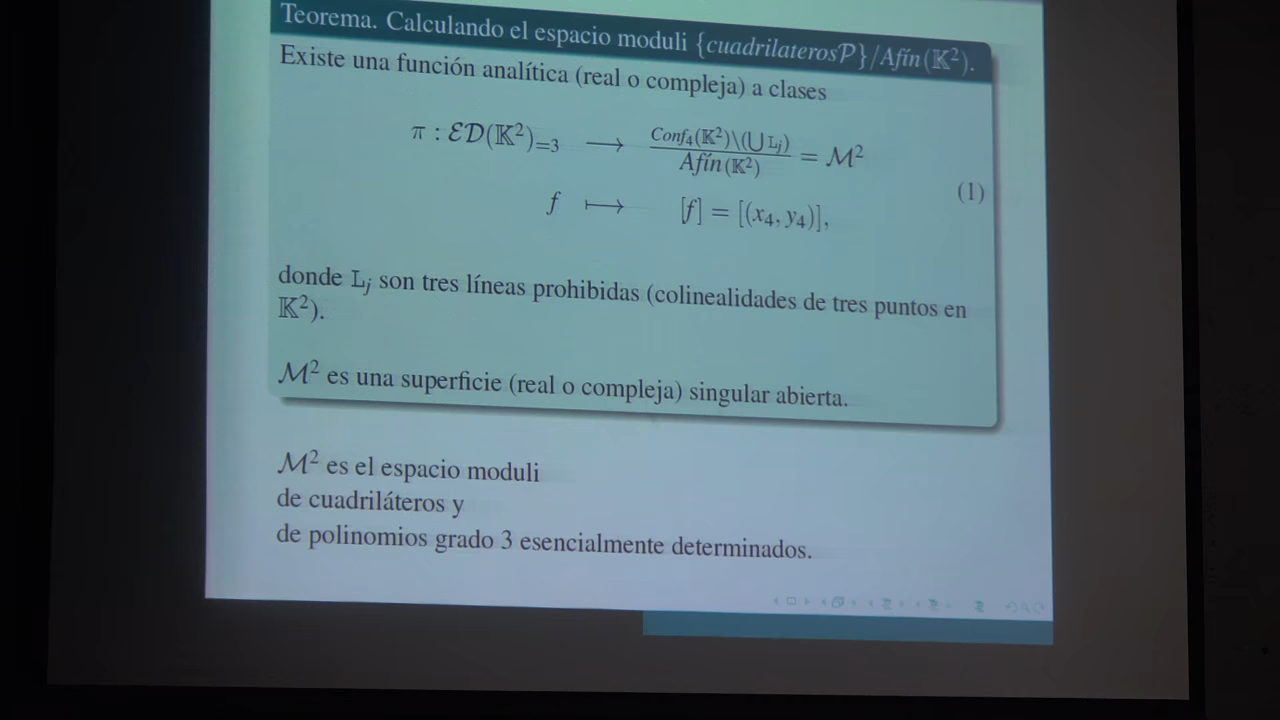 Teorema. Calculando el espacio moduli {cuadrilateros𝒫}/Afín(𝕂²).
Existe una función analítica (real o compleja) a clases
π : ℰ𝒟(𝕂²)₌₃ ⟶ Conf₄(𝕂²)\(⋃ L_j) / Afín(𝕂²) = ℳ²
(1)
f ⟼ [f] = [(x₄, y₄)],
donde L_j son tres líneas prohibidas (colinealidades de tres puntos en
𝕂²).
ℳ² es una superficie (real o compleja) singular abierta.
ℳ² es el espacio moduli
de cuadriláteros y
de polinomios grado 3 esencialmente determinados.